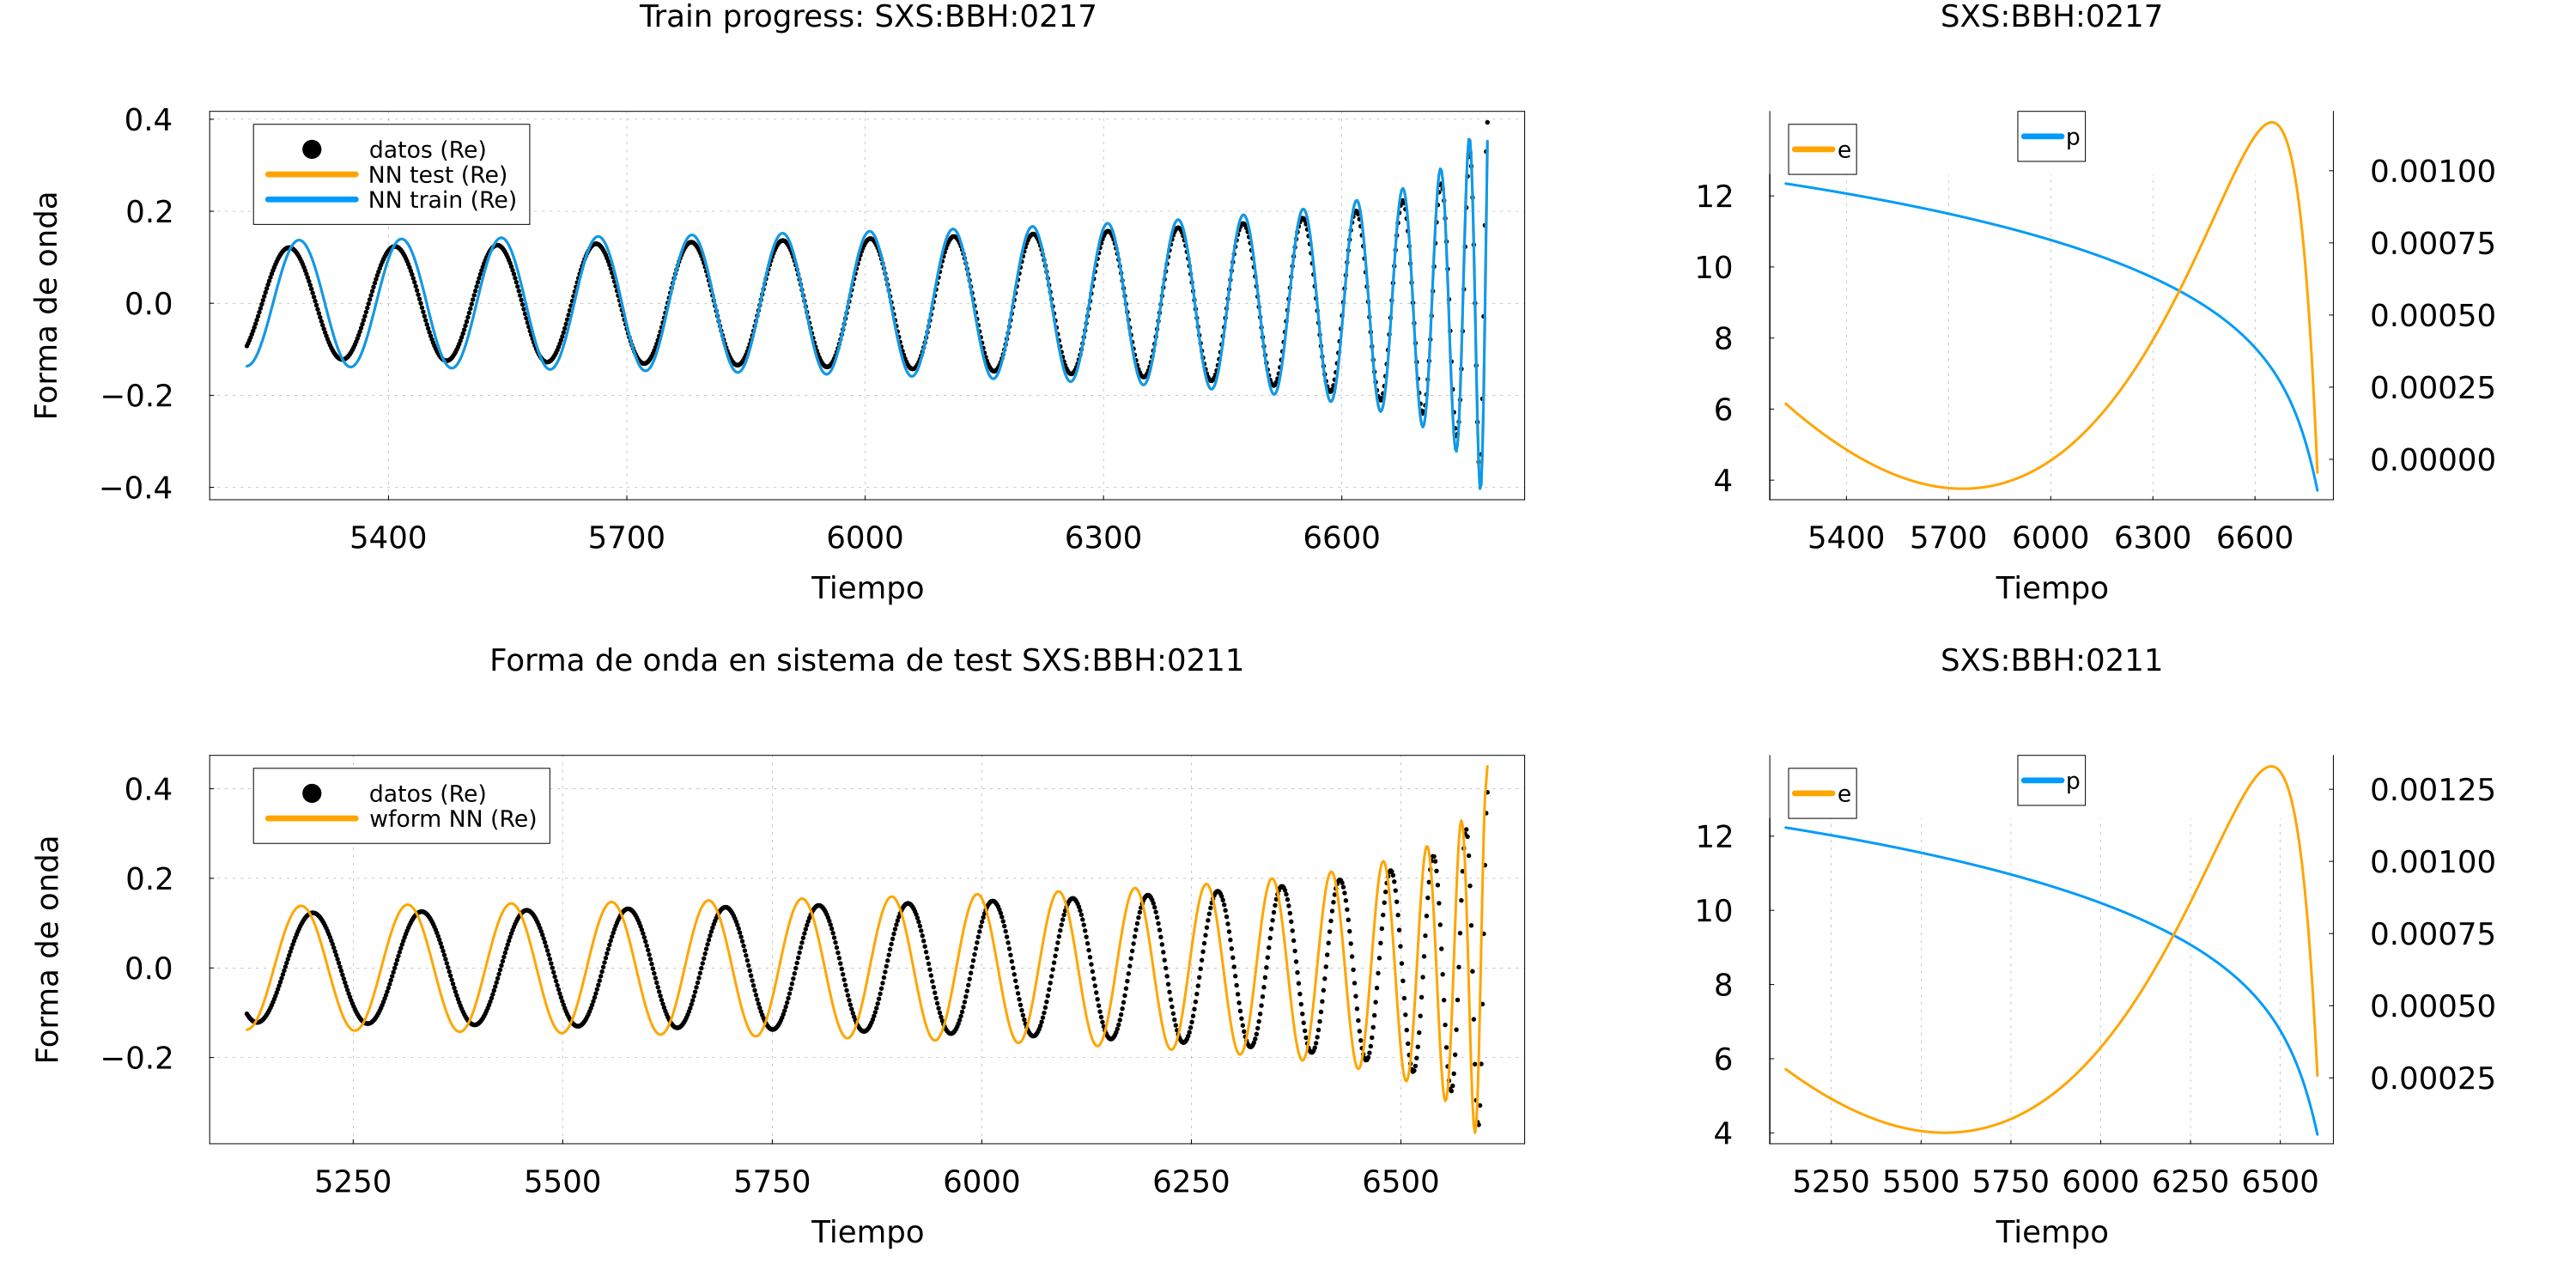 Train progress: SXS:BBH:0217
SXS:BBH:0217
Forma de onda
0.4
0.2
0.0
−0.2
−0.4
datos (Re)
NN test (Re)
NN train (Re)
5400 5700 6000 6300 6600
Tiempo
12
10
8
6
4
e
p
0.00100
0.00075
0.00050
0.00025
0.00000
5400 5700 6000 6300 6600
Tiempo
Forma de onda en sistema de test SXS:BBH:0211
SXS:BBH:0211
Forma de onda
0.4
0.2
0.0
−0.2
datos (Re)
wform NN (Re)
5250 5500 5750 6000 6250 6500
Tiempo
12
10
8
6
4
e
p
0.00125
0.00100
0.00075
0.00050
0.00025
5250 5500 5750 6000 6250 6500
Tiempo